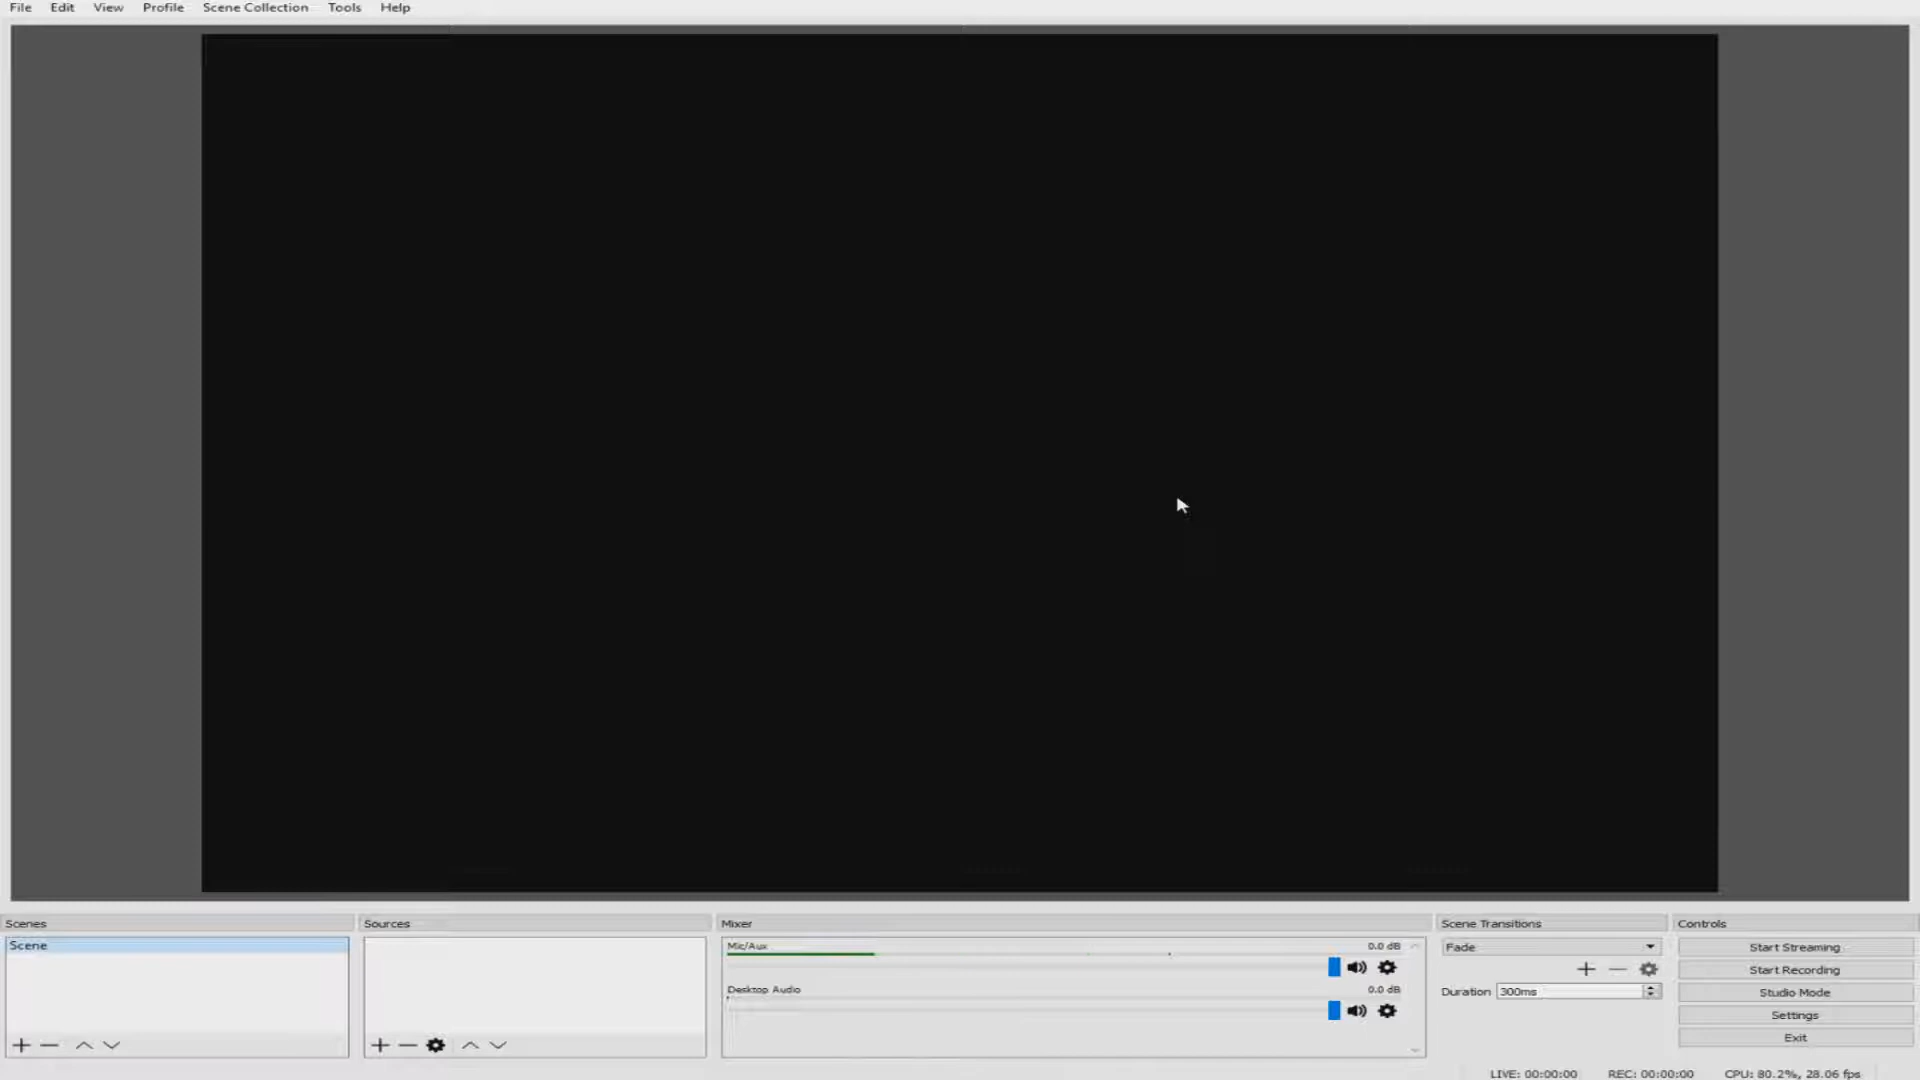 File Edit View Profile Scene Collection Tools Help
Scenes Sources Mixer Scene Transitions Controls
Scene
Mic/Aux 0.0 dB
Desktop Audio 0.0 dB
Fade
Duration 300ms
Start Streaming
Start Recording
Studio Mode
Settings
Exit
LIVE: 00:00:00 REC: 00:00:00 CPU: 80.2%, 28.06 fps